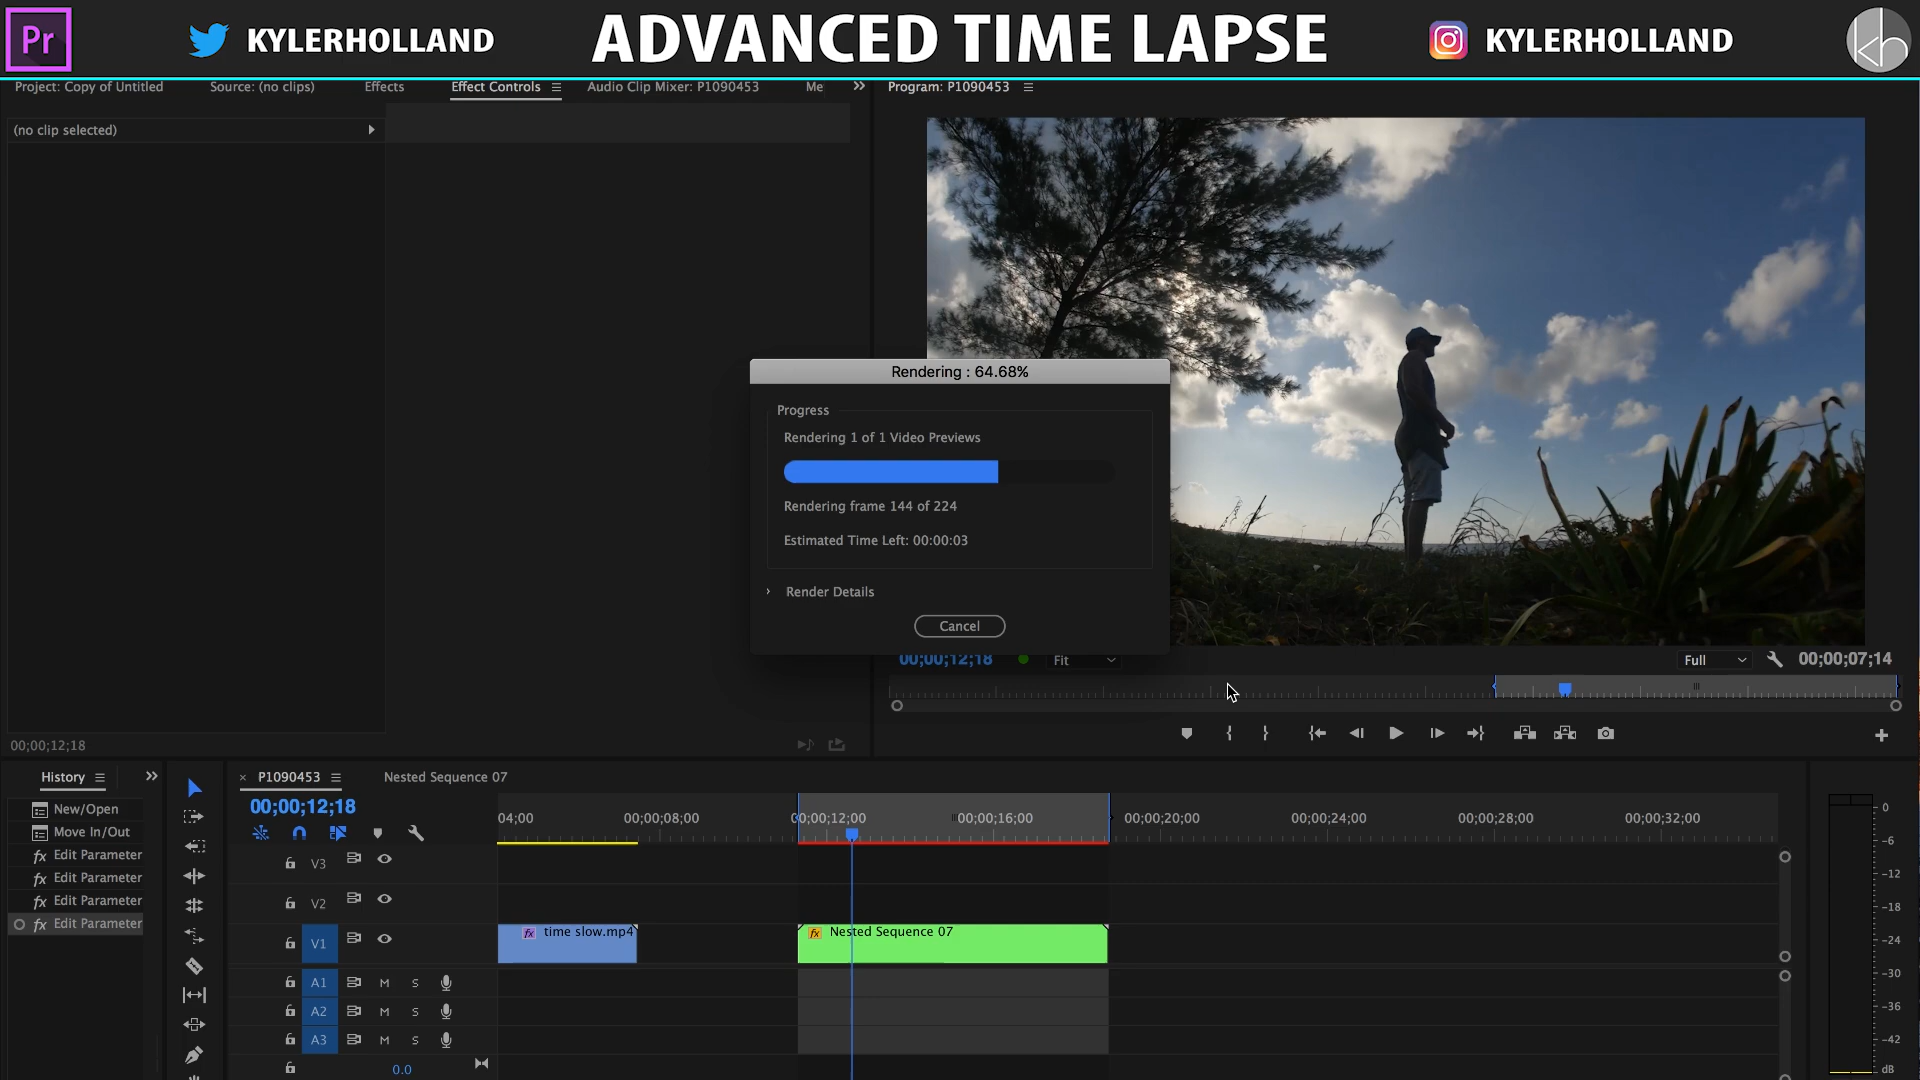 Pr
KYLERHOLLAND
ADVANCED TIME LAPSE
KYLERHOLLAND
Project: Copy of Untitled
Source: (no clips)
Effects
Effect Controls
Audio Clip Mixer: P1090453
Me
Program: P1090453
(no clip selected)
Rendering : 64.68%
Progress
Rendering 1 of 1 Video Previews
Rendering frame 144 of 224
Estimated Time Left: 00:00:03
Render Details
Cancel
00;00;12;18
Fit
Full
00;00;07;14
00;00;12;18
History
New/Open
Move In/Out
fx Edit Parameter
fx Edit Parameter
fx Edit Parameter
fx Edit Parameter
× P1090453
Nested Sequence 07
00;00;12;18
04;00
00;00;08;00
00;00;12;00
00;00;16;00
00;00;20;00
00;00;24;00
00;00;28;00
00;00;32;00
V3
V2
V1
fx time slow.mp4
fx Nested Sequence 07
A1 M S
A2 M S
A3 M S
0.0
0
-6
-12
-18
-24
-30
-36
-42
dB